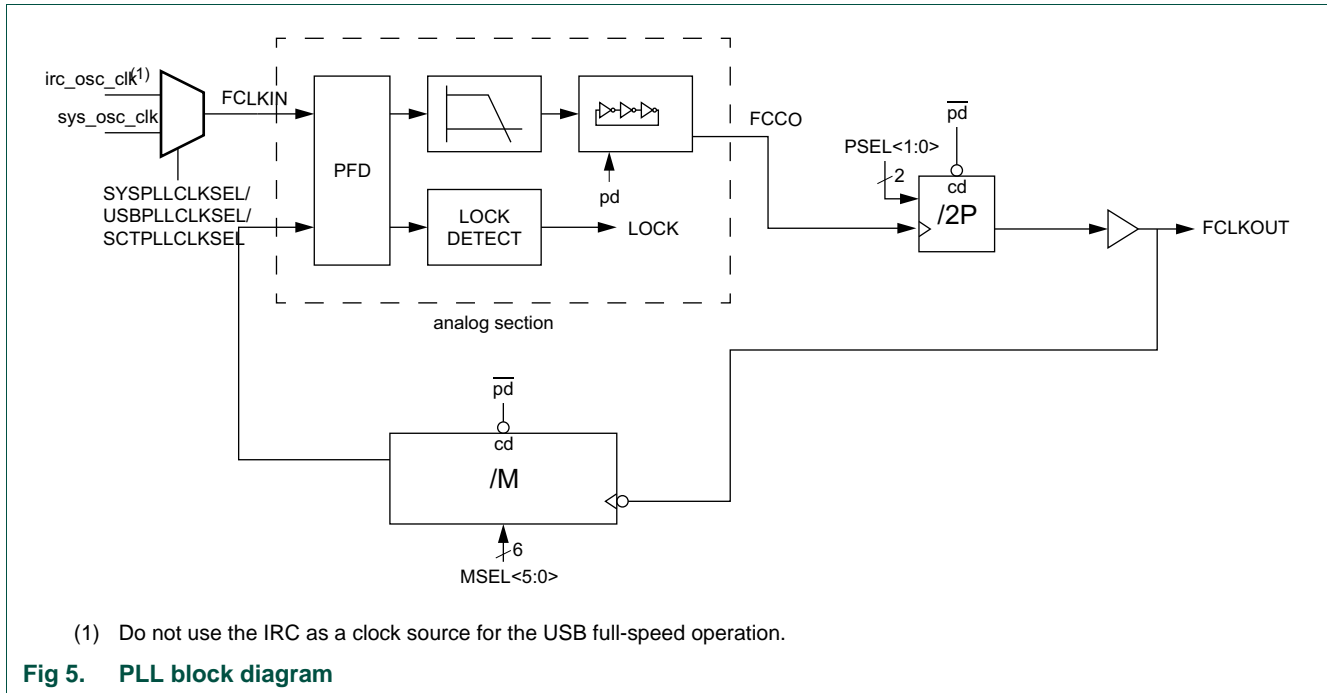 irc_osc_clk(1)
sys_osc_clk
FCLKIN
SYSPLLCLKSEL/
USBPLLCLKSEL/
SCTPLLCLKSEL
PFD
pd
LOCK
DETECT
LOCK
analog section
FCCO
PSEL<1:0>
2
pd
cd
/2P
FCLKOUT
pd
cd
/M
6
MSEL<5:0>
(1) Do not use the IRC as a clock source for the USB full-speed operation.
Fig 5. PLL block diagram